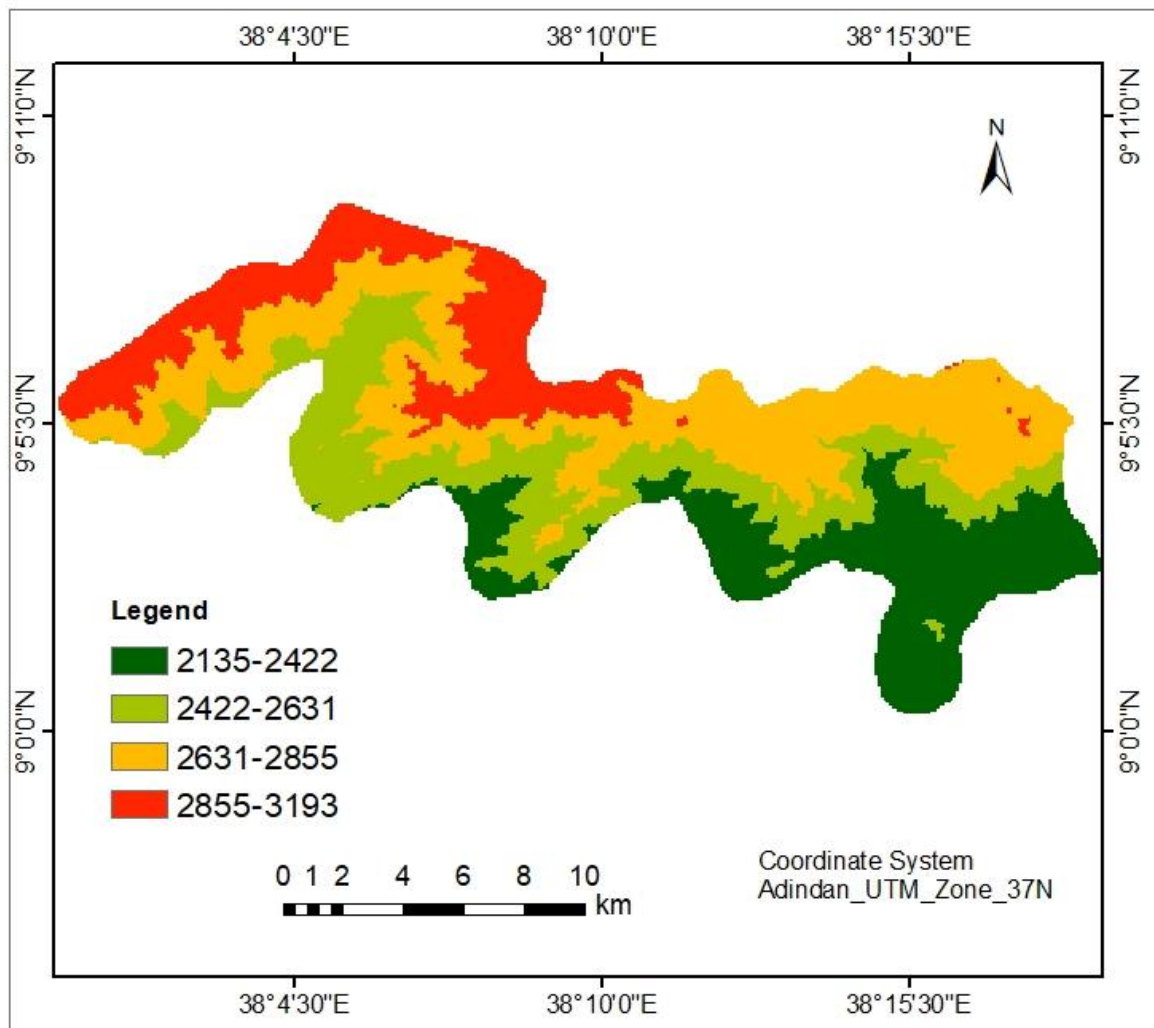 38°4'30"E 38°10'0"E 38°15'30"E
9°11'0"N 9°11'0"N
N
9°5'30"N 9°5'30"N
Legend
2135-2422
2422-2631
2631-2855
2855-3193
9°0'0"N 9°0'0"N
0 1 2 4 6 8 10
km
Coordinate System
Adindan_UTM_Zone_37N
38°4'30"E 38°10'0"E 38°15'30"E